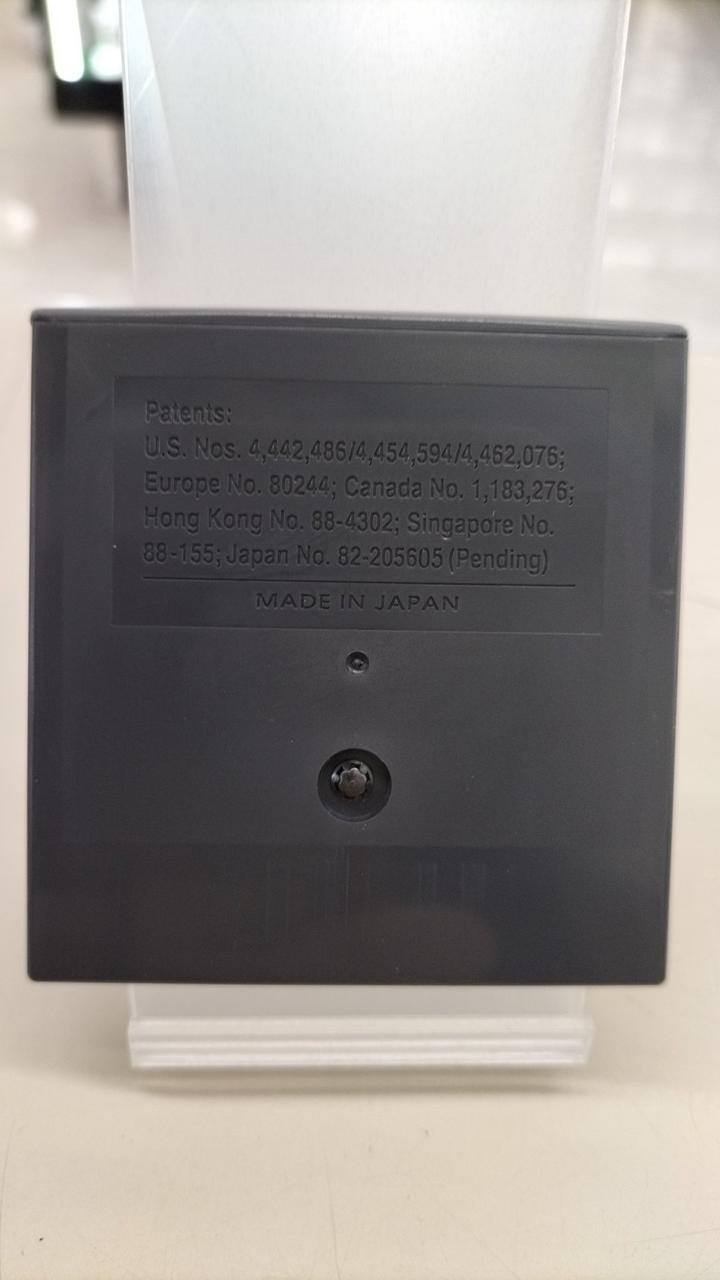 Patents:
U.S. Nos. 4,442,486/4,454,594/4,462,076;
Europe No. 80244; Canada No. 1,183,276;
Hong Kong No. 88-4302; Singapore No.
88-155; Japan No. 82-205605 (Pending)
MADE IN JAPAN